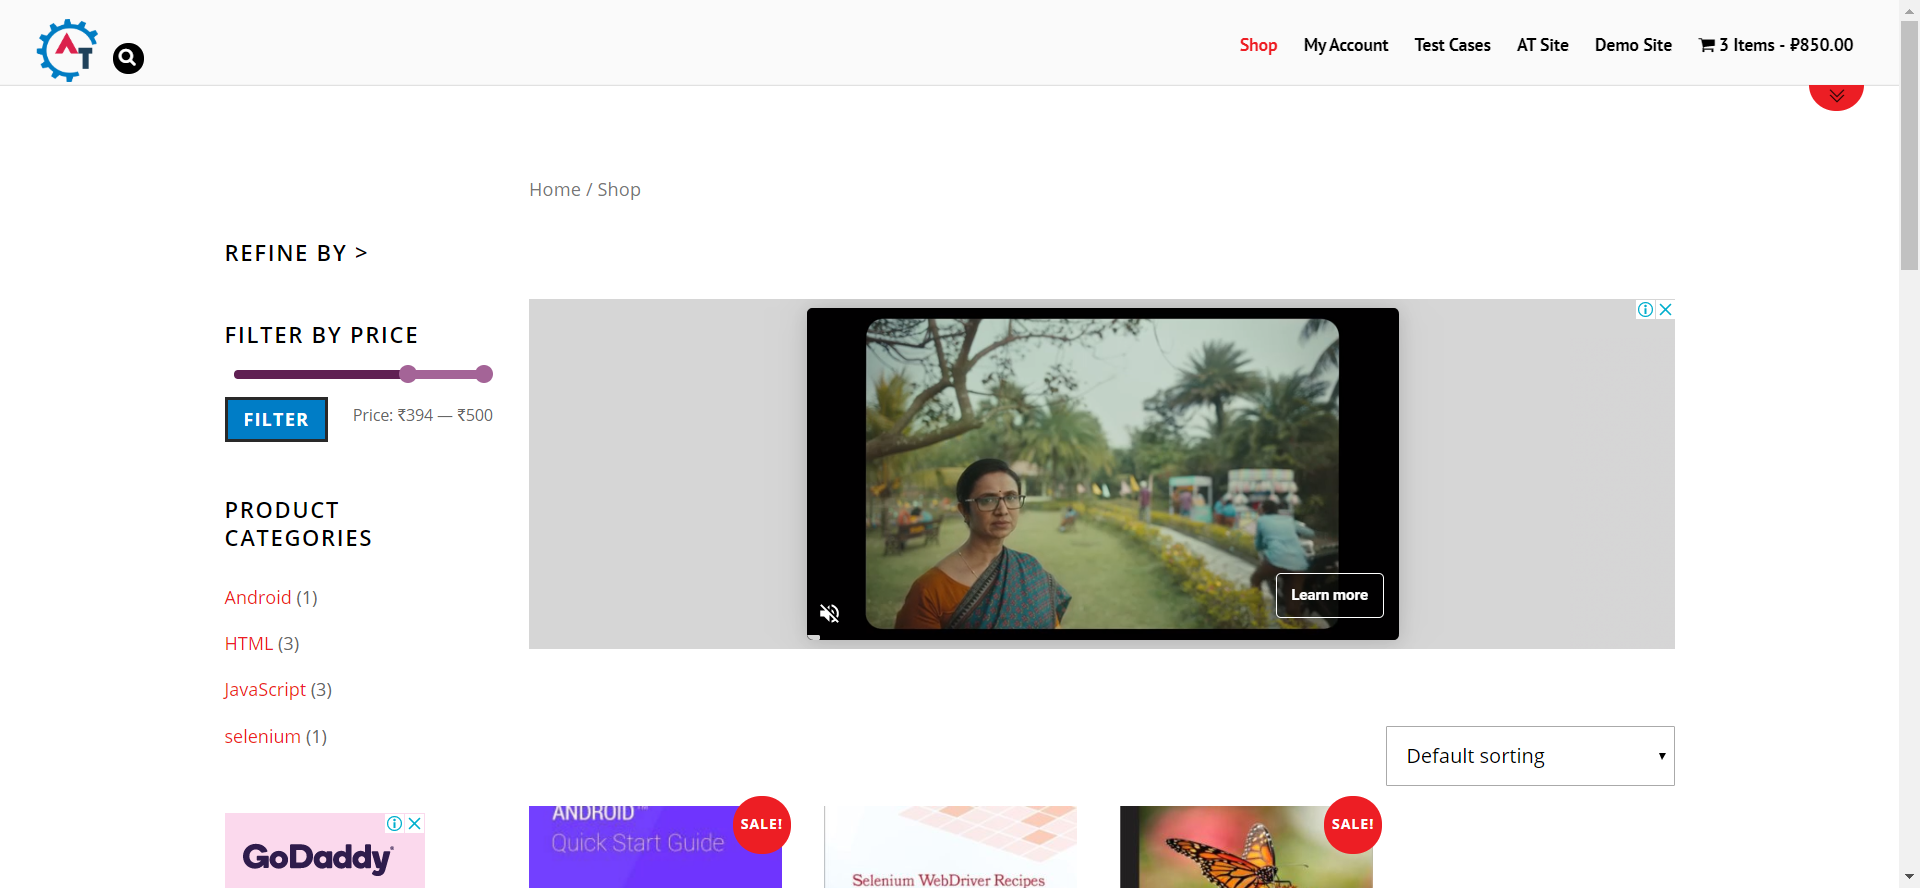 AT
Shop
My Account
Test Cases
AT Site
Demo Site
3 Items - ₽850.00
Home / Shop
REFINE BY >
FILTER BY PRICE
FILTER
Price: ₹394 — ₹500
PRODUCT
CATEGORIES
Android (1)
HTML (3)
JavaScript (3)
selenium (1)
Learn more
Default sorting
GoDaddy
ANDROID™
Quick Start Guide
SALE!
Selenium WebDriver Recipes
SALE!